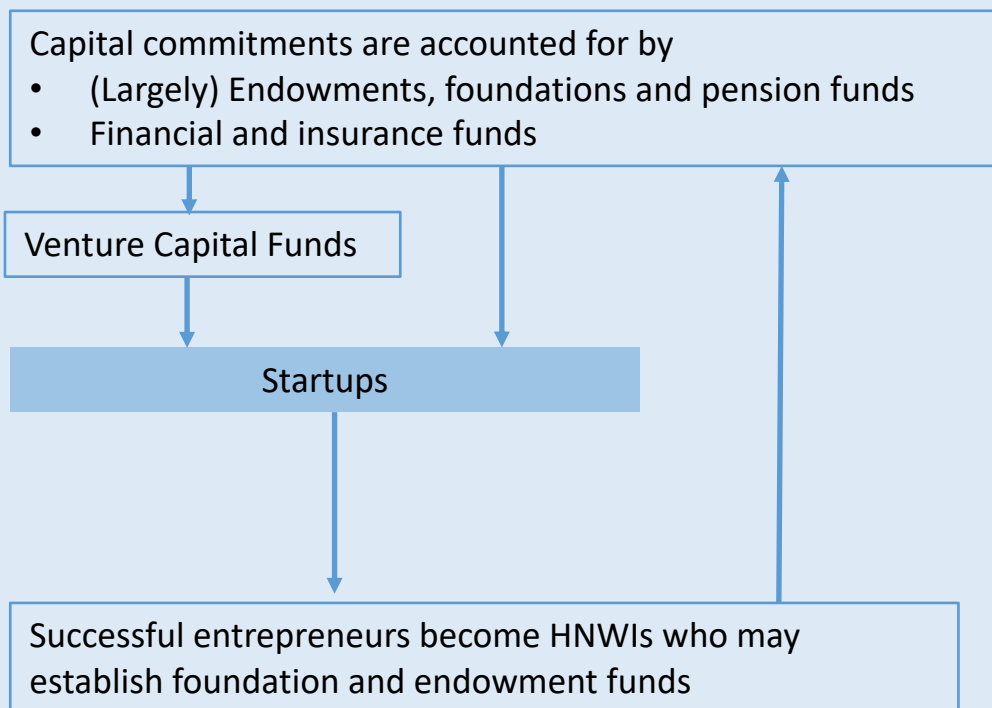 Capital commitments are accounted for by
• (Largely) Endowments, foundations and pension funds
• Financial and insurance funds
Venture Capital Funds
Startups
Successful entrepreneurs become HNWIs who may
establish foundation and endowment funds